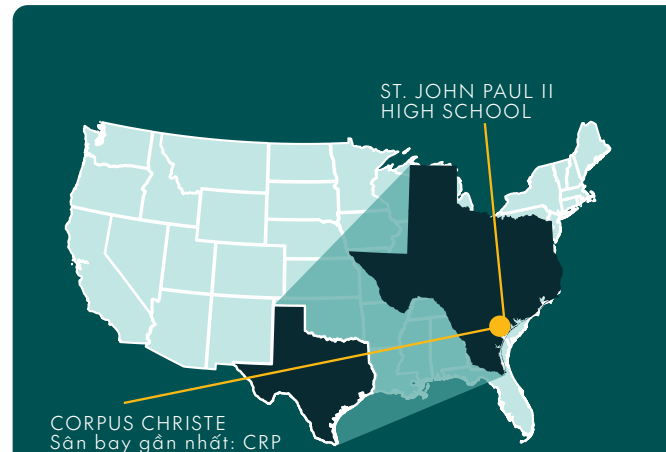 ST. JOHN PAUL II
HIGH SCHOOL
CORPUS CHRISTE
Sân bay gần nhất: CRP